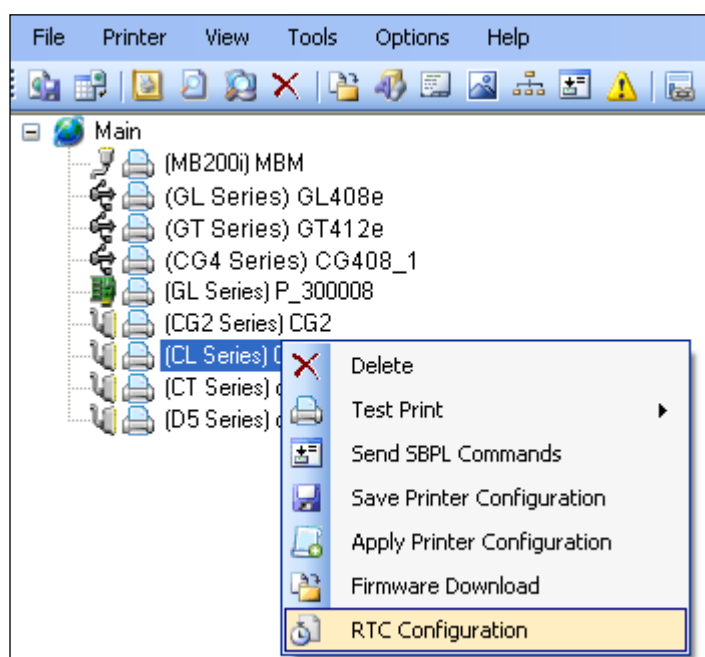 File Printer View Tools Options Help
Main
(MB200i) MBM
(GL Series) GL408e
(GT Series) GT412e
(CG4 Series) CG408_1
(GL Series) P_300008
(CG2 Series) CG2
(CL Series)
(CT Series)
(D5 Series)
Delete
Test Print
Send SBPL Commands
Save Printer Configuration
Apply Printer Configuration
Firmware Download
RTC Configuration